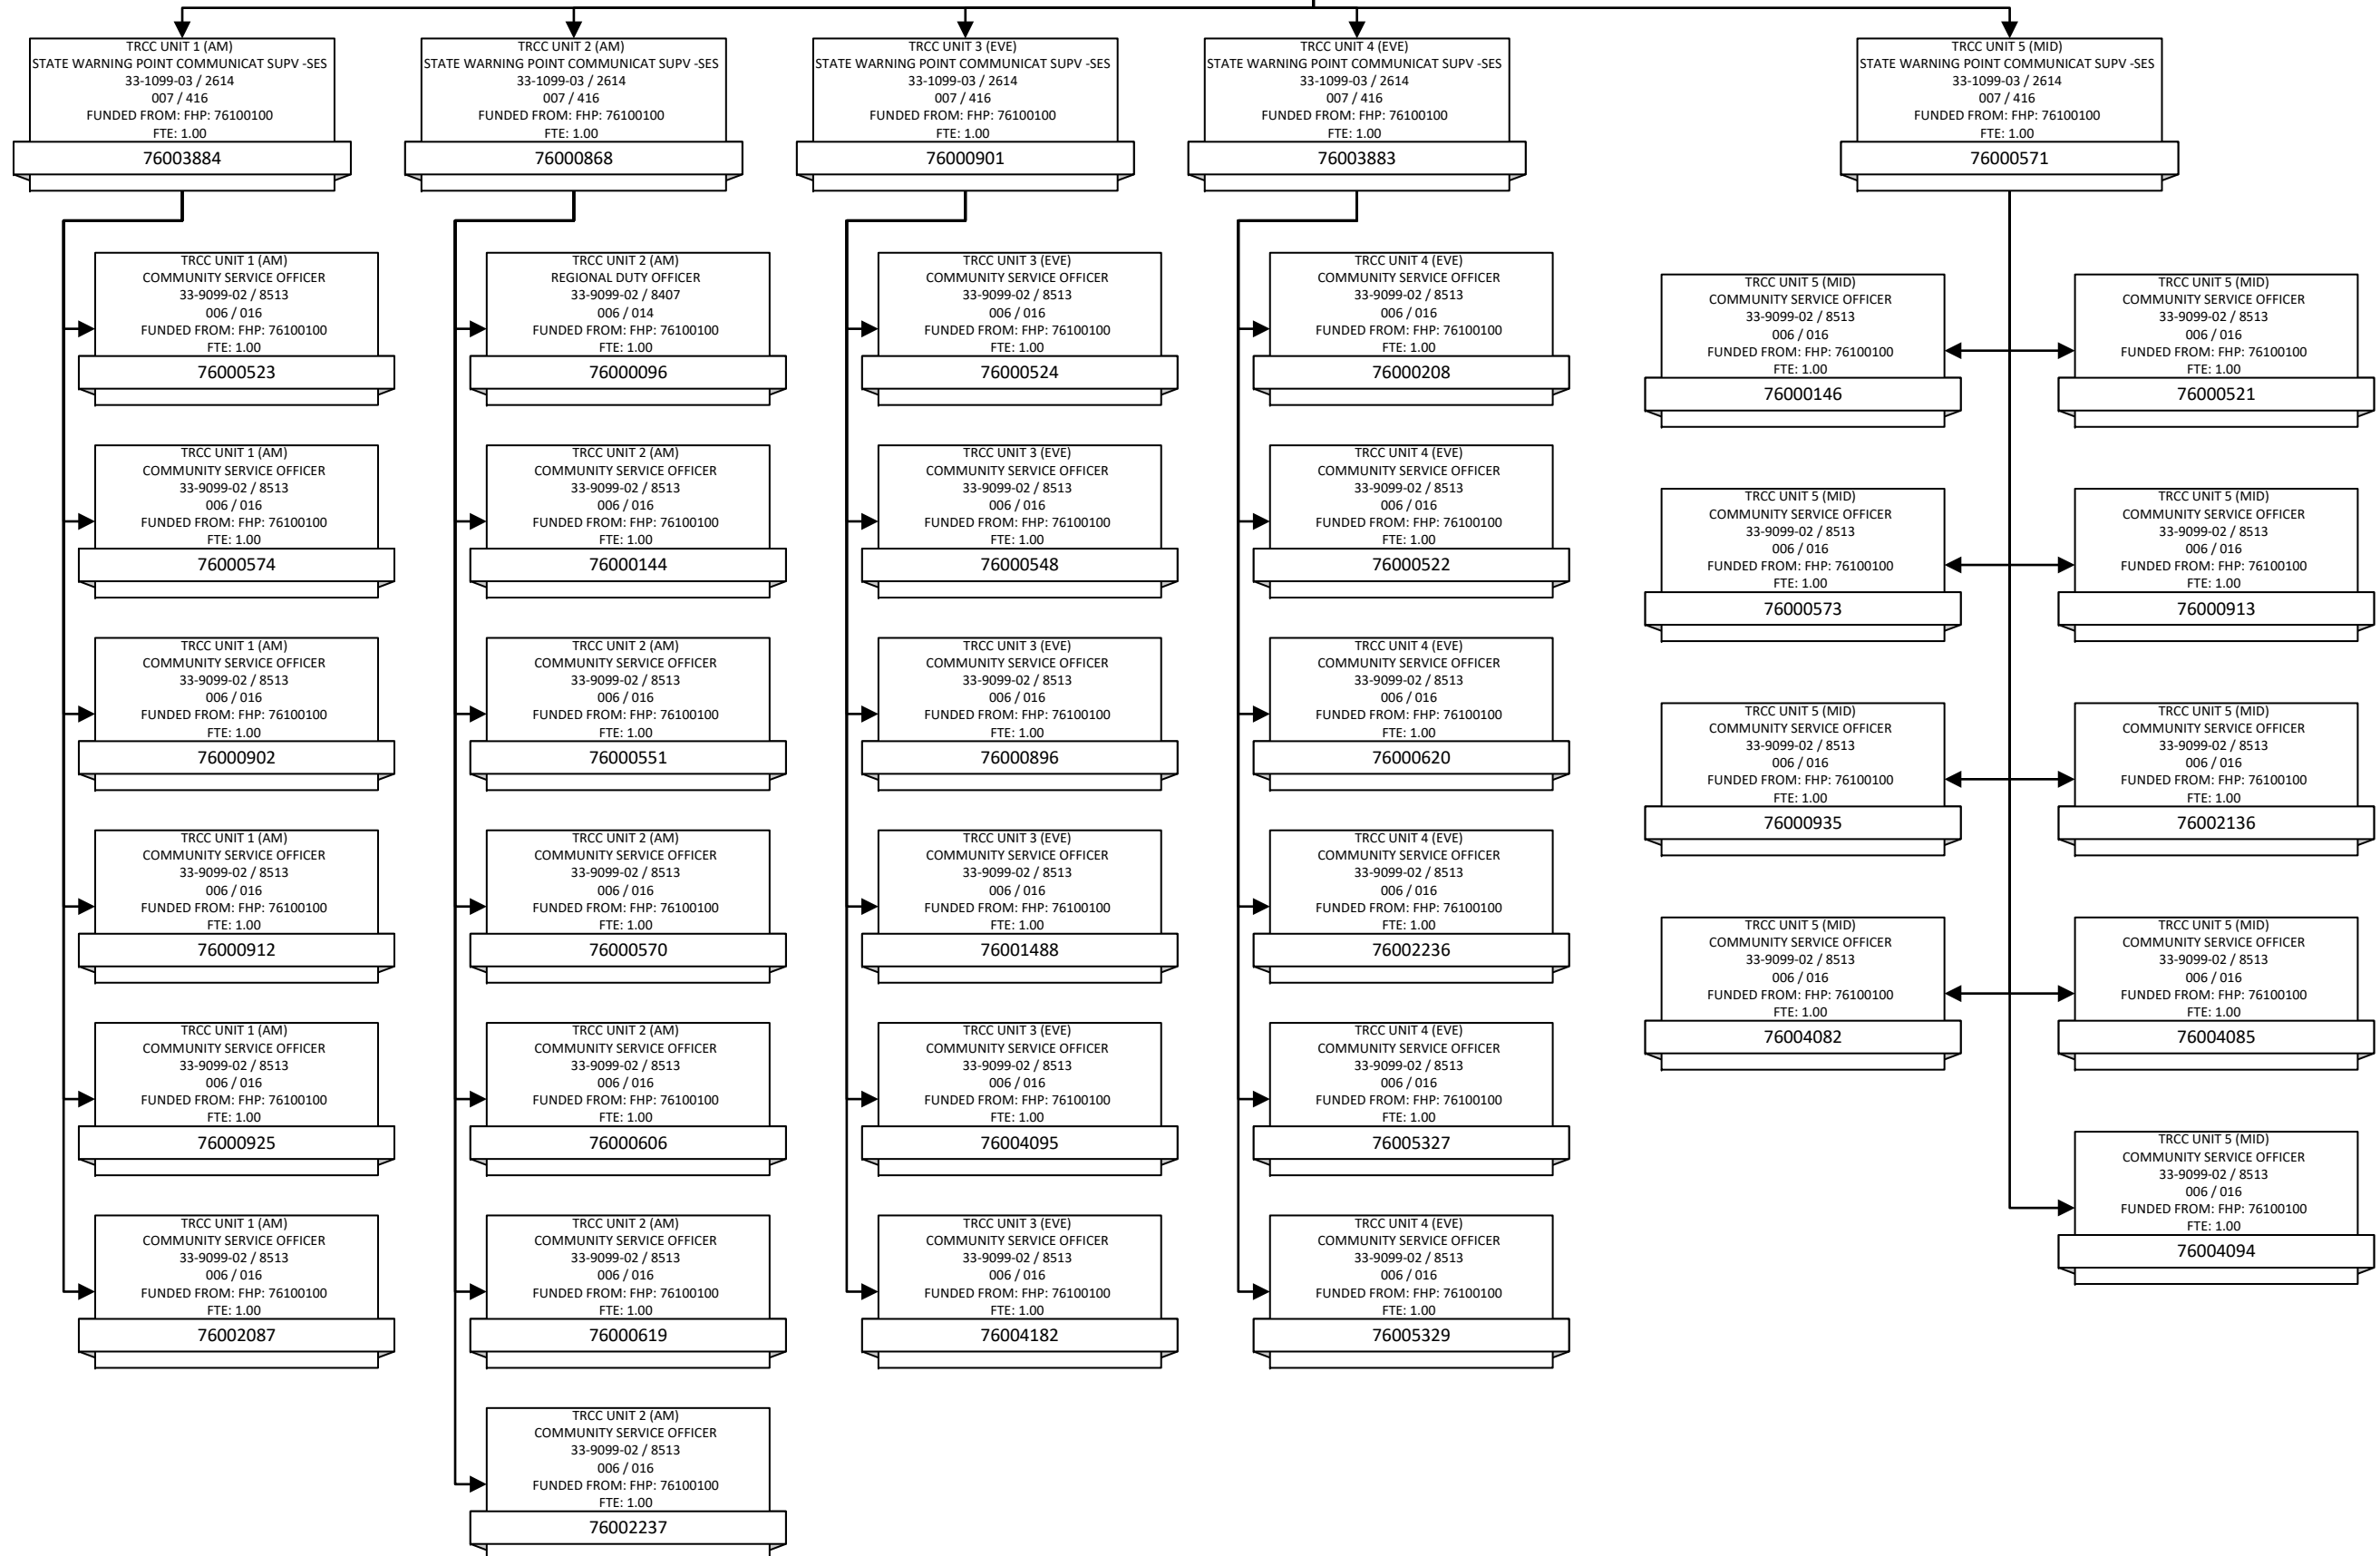 TRCC UNIT 1 (AM)
STATE WARNING POINT COMMUNICAT SUPV -SES
33-1099-03 / 2614
007 / 416
FUNDED FROM: FHP: 76100100
FTE: 1.00
76003884
TRCC UNIT 2 (AM)
STATE WARNING POINT COMMUNICAT SUPV -SES
33-1099-03 / 2614
007 / 416
FUNDED FROM: FHP: 76100100
FTE: 1.00
76000868
TRCC UNIT 3 (EVE)
STATE WARNING POINT COMMUNICAT SUPV -SES
33-1099-03 / 2614
007 / 416
FUNDED FROM: FHP: 76100100
FTE: 1.00
76000901
TRCC UNIT 4 (EVE)
STATE WARNING POINT COMMUNICAT SUPV -SES
33-1099-03 / 2614
007 / 416
FUNDED FROM: FHP: 76100100
FTE: 1.00
76003883
TRCC UNIT 5 (MID)
STATE WARNING POINT COMMUNICAT SUPV -SES
33-1099-03 / 2614
007 / 416
FUNDED FROM: FHP: 76100100
FTE: 1.00
76000571
TRCC UNIT 1 (AM)
COMMUNITY SERVICE OFFICER
33-9099-02 / 8513
006 / 016
FUNDED FROM: FHP: 76100100
FTE: 1.00
76000523
TRCC UNIT 1 (AM)
COMMUNITY SERVICE OFFICER
33-9099-02 / 8513
006 / 016
FUNDED FROM: FHP: 76100100
FTE: 1.00
76000574
TRCC UNIT 1 (AM)
COMMUNITY SERVICE OFFICER
33-9099-02 / 8513
006 / 016
FUNDED FROM: FHP: 76100100
FTE: 1.00
76000902
TRCC UNIT 1 (AM)
COMMUNITY SERVICE OFFICER
33-9099-02 / 8513
006 / 016
FUNDED FROM: FHP: 76100100
FTE: 1.00
76000912
TRCC UNIT 1 (AM)
COMMUNITY SERVICE OFFICER
33-9099-02 / 8513
006 / 016
FUNDED FROM: FHP: 76100100
FTE: 1.00
76000925
TRCC UNIT 1 (AM)
COMMUNITY SERVICE OFFICER
33-9099-02 / 8513
006 / 016
FUNDED FROM: FHP: 76100100
FTE: 1.00
76002087
TRCC UNIT 2 (AM)
REGIONAL DUTY OFFICER
33-9099-02 / 8407
006 / 014
FUNDED FROM: FHP: 76100100
FTE: 1.00
76000096
TRCC UNIT 2 (AM)
COMMUNITY SERVICE OFFICER
33-9099-02 / 8513
006 / 016
FUNDED FROM: FHP: 76100100
FTE: 1.00
76000144
TRCC UNIT 2 (AM)
COMMUNITY SERVICE OFFICER
33-9099-02 / 8513
006 / 016
FUNDED FROM: FHP: 76100100
FTE: 1.00
76000551
TRCC UNIT 2 (AM)
COMMUNITY SERVICE OFFICER
33-9099-02 / 8513
006 / 016
FUNDED FROM: FHP: 76100100
FTE: 1.00
76000570
TRCC UNIT 2 (AM)
COMMUNITY SERVICE OFFICER
33-9099-02 / 8513
006 / 016
FUNDED FROM: FHP: 76100100
FTE: 1.00
76000606
TRCC UNIT 2 (AM)
COMMUNITY SERVICE OFFICER
33-9099-02 / 8513
006 / 016
FUNDED FROM: FHP: 76100100
FTE: 1.00
76000619
TRCC UNIT 2 (AM)
COMMUNITY SERVICE OFFICER
33-9099-02 / 8513
006 / 016
FUNDED FROM: FHP: 76100100
FTE: 1.00
76002237
TRCC UNIT 3 (EVE)
COMMUNITY SERVICE OFFICER
33-9099-02 / 8513
006 / 016
FUNDED FROM: FHP: 76100100
FTE: 1.00
76000524
TRCC UNIT 3 (EVE)
COMMUNITY SERVICE OFFICER
33-9099-02 / 8513
006 / 016
FUNDED FROM: FHP: 76100100
FTE: 1.00
76000548
TRCC UNIT 3 (EVE)
COMMUNITY SERVICE OFFICER
33-9099-02 / 8513
006 / 016
FUNDED FROM: FHP: 76100100
FTE: 1.00
76000896
TRCC UNIT 3 (EVE)
COMMUNITY SERVICE OFFICER
33-9099-02 / 8513
006 / 016
FUNDED FROM: FHP: 76100100
FTE: 1.00
76001488
TRCC UNIT 3 (EVE)
COMMUNITY SERVICE OFFICER
33-9099-02 / 8513
006 / 016
FUNDED FROM: FHP: 76100100
FTE: 1.00
76004095
TRCC UNIT 3 (EVE)
COMMUNITY SERVICE OFFICER
33-9099-02 / 8513
006 / 016
FUNDED FROM: FHP: 76100100
FTE: 1.00
76004182
TRCC UNIT 4 (EVE)
COMMUNITY SERVICE OFFICER
33-9099-02 / 8513
006 / 016
FUNDED FROM: FHP: 76100100
FTE: 1.00
76000208
TRCC UNIT 4 (EVE)
COMMUNITY SERVICE OFFICER
33-9099-02 / 8513
006 / 016
FUNDED FROM: FHP: 76100100
FTE: 1.00
76000522
TRCC UNIT 4 (EVE)
COMMUNITY SERVICE OFFICER
33-9099-02 / 8513
006 / 016
FUNDED FROM: FHP: 76100100
FTE: 1.00
76000620
TRCC UNIT 4 (EVE)
COMMUNITY SERVICE OFFICER
33-9099-02 / 8513
006 / 016
FUNDED FROM: FHP: 76100100
FTE: 1.00
76002236
TRCC UNIT 4 (EVE)
COMMUNITY SERVICE OFFICER
33-9099-02 / 8513
006 / 016
FUNDED FROM: FHP: 76100100
FTE: 1.00
76005327
TRCC UNIT 4 (EVE)
COMMUNITY SERVICE OFFICER
33-9099-02 / 8513
006 / 016
FUNDED FROM: FHP: 76100100
FTE: 1.00
76005329
TRCC UNIT 5 (MID)
COMMUNITY SERVICE OFFICER
33-9099-02 / 8513
006 / 016
FUNDED FROM: FHP: 76100100
FTE: 1.00
76000146
TRCC UNIT 5 (MID)
COMMUNITY SERVICE OFFICER
33-9099-02 / 8513
006 / 016
FUNDED FROM: FHP: 76100100
FTE: 1.00
76000521
TRCC UNIT 5 (MID)
COMMUNITY SERVICE OFFICER
33-9099-02 / 8513
006 / 016
FUNDED FROM: FHP: 76100100
FTE: 1.00
76000573
TRCC UNIT 5 (MID)
COMMUNITY SERVICE OFFICER
33-9099-02 / 8513
006 / 016
FUNDED FROM: FHP: 76100100
FTE: 1.00
76000913
TRCC UNIT 5 (MID)
COMMUNITY SERVICE OFFICER
33-9099-02 / 8513
006 / 016
FUNDED FROM: FHP: 76100100
FTE: 1.00
76000935
TRCC UNIT 5 (MID)
COMMUNITY SERVICE OFFICER
33-9099-02 / 8513
006 / 016
FUNDED FROM: FHP: 76100100
FTE: 1.00
76002136
TRCC UNIT 5 (MID)
COMMUNITY SERVICE OFFICER
33-9099-02 / 8513
006 / 016
FUNDED FROM: FHP: 76100100
FTE: 1.00
76004082
TRCC UNIT 5 (MID)
COMMUNITY SERVICE OFFICER
33-9099-02 / 8513
006 / 016
FUNDED FROM: FHP: 76100100
FTE: 1.00
76004085
TRCC UNIT 5 (MID)
COMMUNITY SERVICE OFFICER
33-9099-02 / 8513
006 / 016
FUNDED FROM: FHP: 76100100
FTE: 1.00
76004094